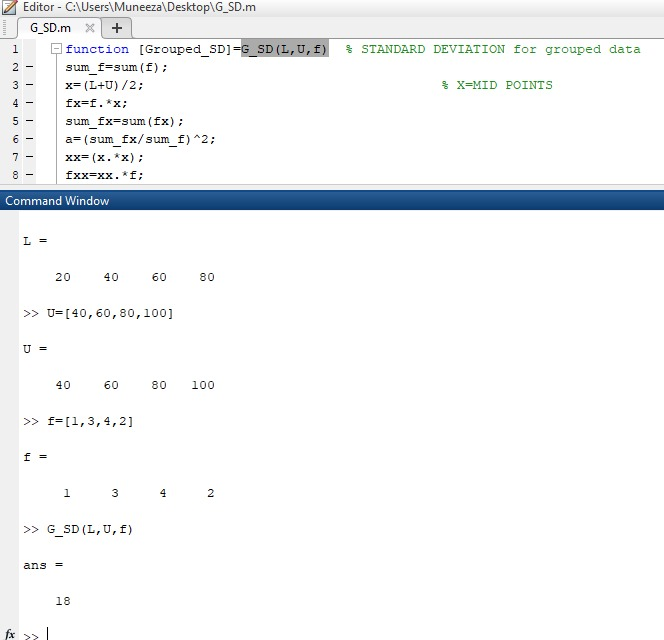 Editor - C:\Users\Muneeza\Desktop\G_SD.m
G_SD.m
1 function [Grouped_SD]=G_SD(L,U,f) % STANDARD DEVIATION for grouped data
2 - sum_f=sum(f);
3 - x=(L+U)/2; % X=MID POINTS
4 - fx=f.*x;
5 - sum_fx=sum(fx);
6 - a=(sum_fx/sum_f)^2;
7 - xx=(x.*x);
8 - fxx=xx.*f;
Command Window
L =
20 40 60 80
>> U=[40,60,80,100]
U =
40 60 80 100
>> f=[1,3,4,2]
f =
1 3 4 2
>> G_SD(L,U,f)
ans =
18
fx >>